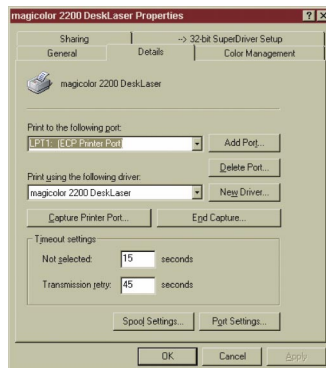 magicolor 2200 DeskLaser Properties
Sharing
--> 32-bit SuperDriver Setup
General
Details
Color Management
magicolor 2200 DeskLaser
Print to the following port:
LPT1: (ECP Printer Port)
Add Port...
Delete Port...
Print using the following driver:
magicolor 2200 DeskLaser
New Driver...
Capture Printer Port...
End Capture...
Timeout settings
Not selected:
15
seconds
Transmission retry:
45
seconds
Spool Settings...
Port Settings...
OK
Cancel
Apply